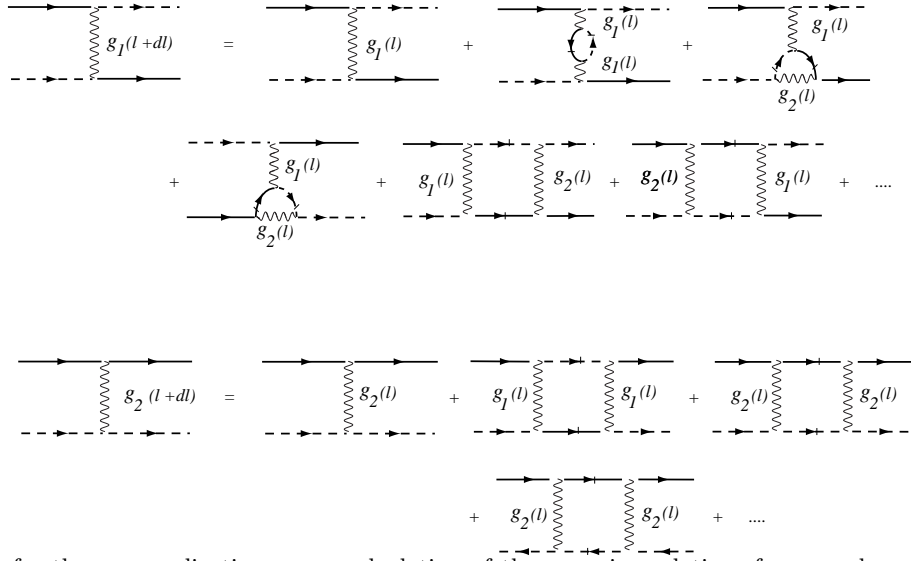 g₁(l)
g₁(l)
g₁(l +dl) = g₁(l) + +
g₁(l)
g₂(l)
g₁(l)
+ + g₁(l) g₂(l) + g₂(l) g₁(l) + ....
g₂(l)
g₂ (l +dl) = g₂(l) + g₁(l) g₁(l) + g₂(l) g₂(l)
+ g₂(l) g₂(l) + ....